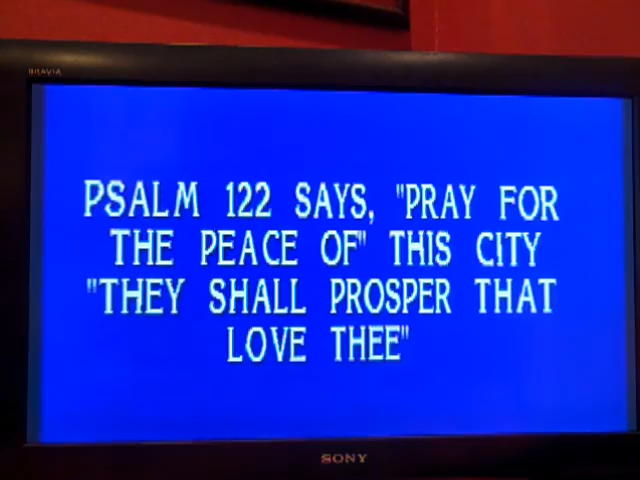 BRAVIA
PSALM 122 SAYS, "PRAY FOR
THE PEACE OF" THIS CITY
"THEY SHALL PROSPER THAT
LOVE THEE"
SONY